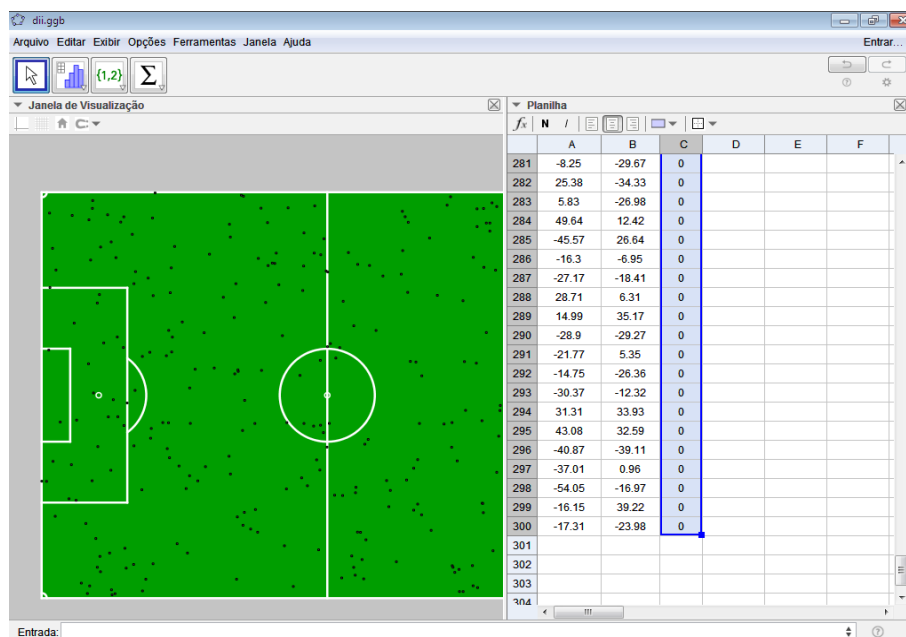 dii.ggb
Arquivo Editar Exibir Opções Ferramentas Janela Ajuda Entrar...
{1,2} Σ
Janela de Visualização
Planilha
fx N I
A B C D E F
281 -8.25 -29.67 0
282 25.38 -34.33 0
283 5.83 -26.98 0
284 49.64 12.42 0
285 -45.57 26.64 0
286 -16.3 -6.95 0
287 -27.17 -18.41 0
288 28.71 6.31 0
289 14.99 35.17 0
290 -28.9 -29.27 0
291 -21.77 5.35 0
292 -14.75 -26.36 0
293 -30.37 -12.32 0
294 31.31 33.93 0
295 43.08 32.59 0
296 -40.87 -39.11 0
297 -37.01 0.96 0
298 -54.05 -16.97 0
299 -16.15 39.22 0
300 -17.31 -23.98 0
301
302
303
304
Entrada: